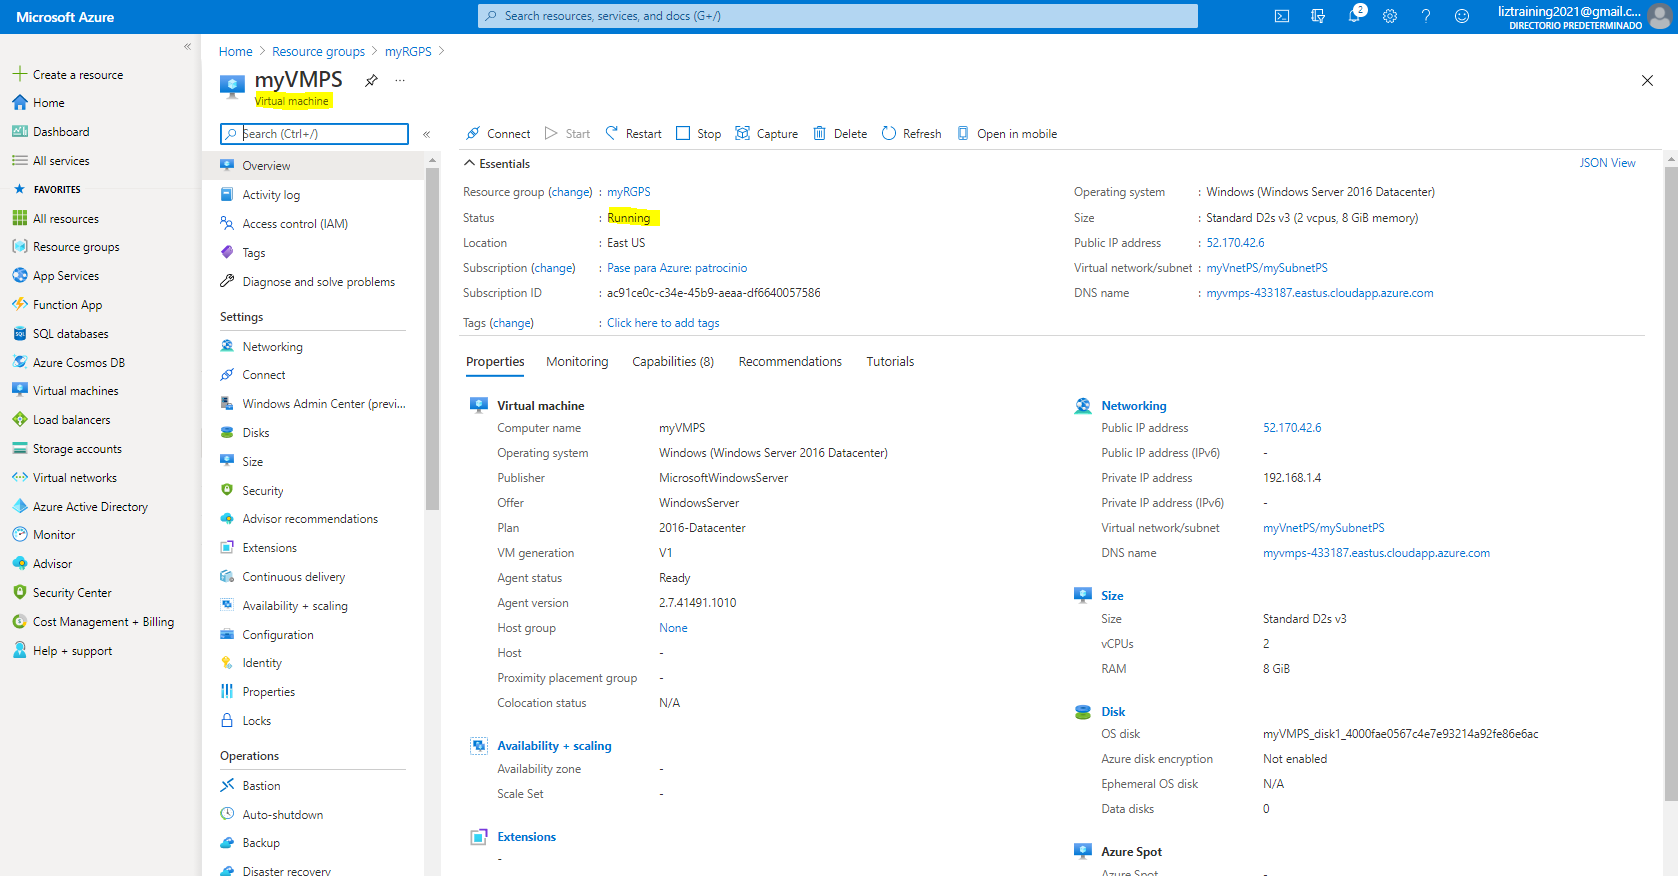 Microsoft Azure
Search resources, services, and docs (G+/)
2
liztraining2021@gmail.c...
DIRECTORIO PREDETERMINADO
«
Create a resource
Home
Dashboard
All services
FAVORITES
All resources
Resource groups
App Services
Function App
SQL databases
Azure Cosmos DB
Virtual machines
Load balancers
Storage accounts
Virtual networks
Azure Active Directory
Monitor
Advisor
Security Center
Cost Management + Billing
Help + support
Home > Resource groups > myRGPS >
myVMPS
...
Virtual machine
Search (Ctrl+/)
«
Overview
Activity log
Access control (IAM)
Tags
Diagnose and solve problems
Settings
Networking
Connect
Windows Admin Center (previ...
Disks
Size
Security
Advisor recommendations
Extensions
Continuous delivery
Availability + scaling
Configuration
Identity
Properties
Locks
Operations
Bastion
Auto-shutdown
Backup
Disaster recovery
Connect Start Restart Stop Capture Delete Refresh Open in mobile
Essentials
JSON View
Resource group (change) : myRGPS
Status : Running
Location : East US
Subscription (change) : Pase para Azure: patrocinio
Subscription ID : ac91ce0c-c34e-45b9-aeaa-df6640057586
Tags (change) : Click here to add tags
Operating system : Windows (Windows Server 2016 Datacenter)
Size : Standard D2s v3 (2 vcpus, 8 GiB memory)
Public IP address : 52.170.42.6
Virtual network/subnet : myVnetPS/mySubnetPS
DNS name : myvmps-433187.eastus.cloudapp.azure.com
Properties Monitoring Capabilities (8) Recommendations Tutorials
Virtual machine
Computer name myVMPS
Operating system Windows (Windows Server 2016 Datacenter)
Publisher MicrosoftWindowsServer
Offer WindowsServer
Plan 2016-Datacenter
VM generation V1
Agent status Ready
Agent version 2.7.41491.1010
Host group None
Host -
Proximity placement group -
Colocation status N/A
Availability + scaling
Availability zone -
Scale Set -
Extensions
-
Networking
Public IP address 52.170.42.6
Public IP address (IPv6) -
Private IP address 192.168.1.4
Private IP address (IPv6) -
Virtual network/subnet myVnetPS/mySubnetPS
DNS name myvmps-433187.eastus.cloudapp.azure.com
Size
Size Standard D2s v3
vCPUs 2
RAM 8 GiB
Disk
OS disk myVMPS_disk1_4000fae0567c4e7e93214a92fe86e6ac
Azure disk encryption Not enabled
Ephemeral OS disk N/A
Data disks 0
Azure Spot
Azure Spot -